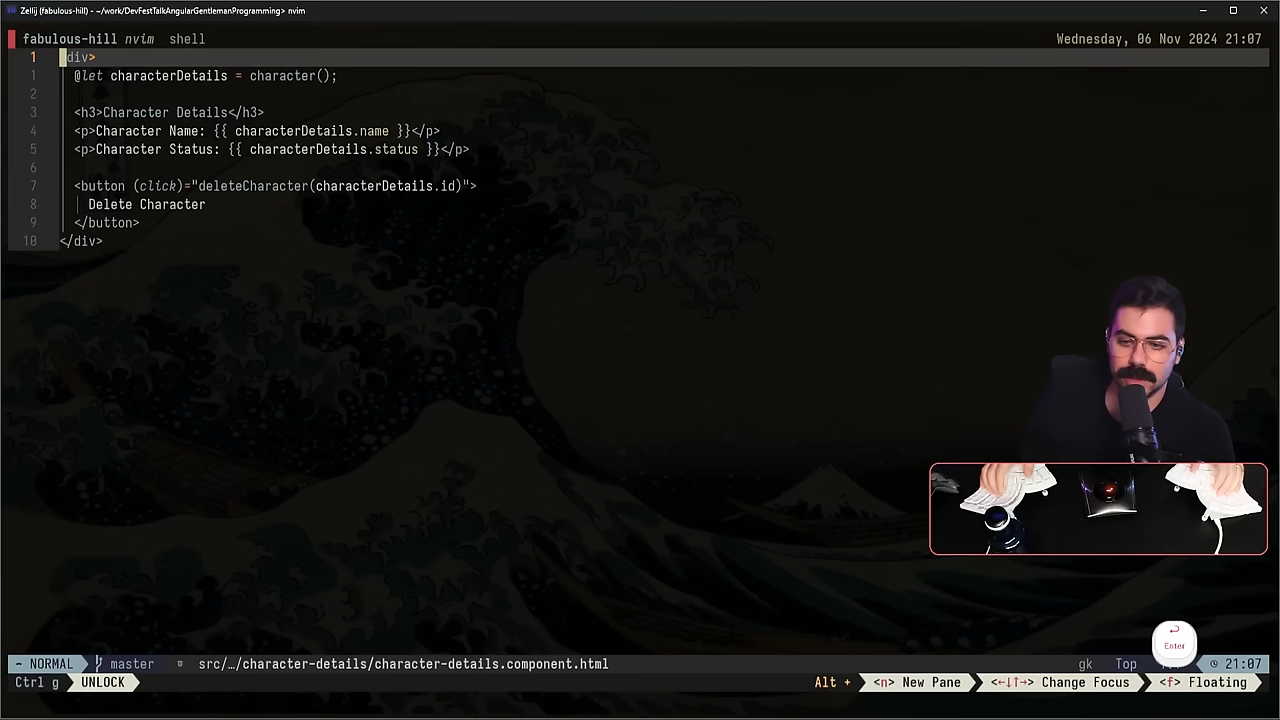 Zellij (fabulous-hill) - ~/work/DevFestTalkAngularGentlemanProgramming> nvim
fabulous-hill nvim shell Wednesday, 06 Nov 2024 21:07
1 div>
1 @let characterDetails = character();
2
3 <h3>Character Details</h3>
4 <p>Character Name: {{ characterDetails.name }}</p>
5 <p>Character Status: {{ characterDetails.status }}</p>
6
7 <button (click)="deleteCharacter(characterDetails.id)">
8 Delete Character
9 </button>
10 </div>
Enter
NORMAL master src/…/character-details/character-details.component.html gk Top 21:07
Ctrl g UNLOCK Alt + <n> New Pane <←↓↑→> Change Focus <f> Floating